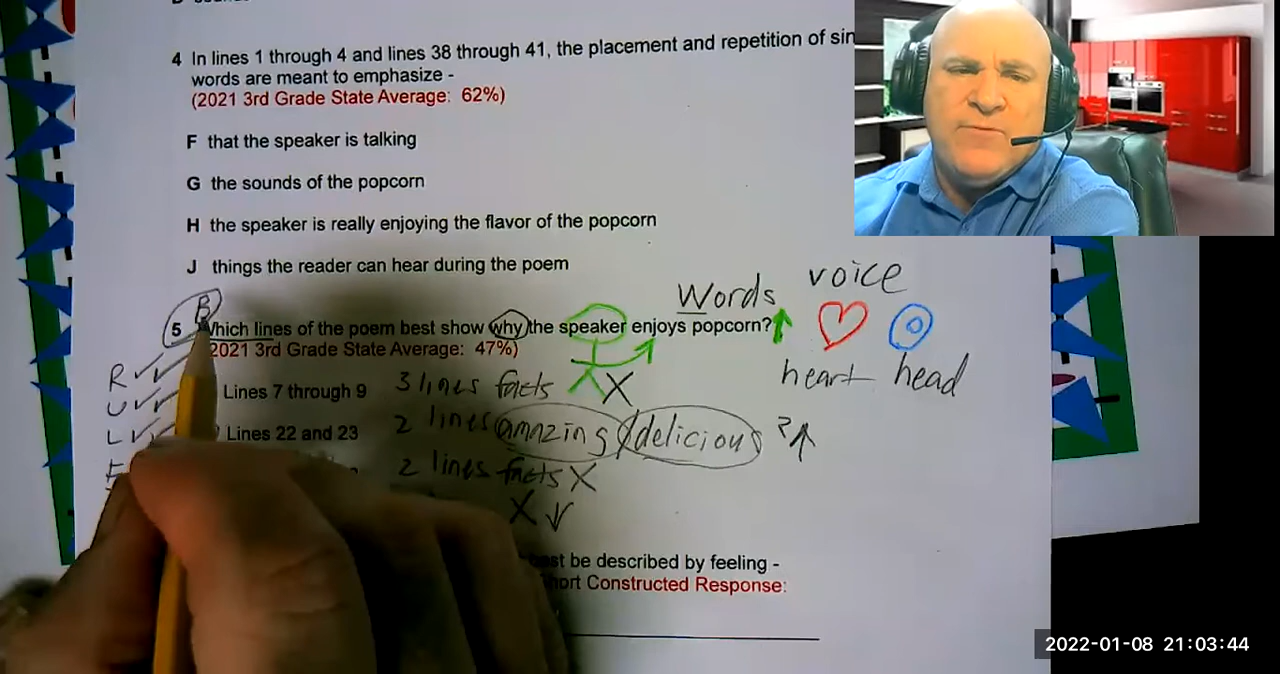 4 In lines 1 through 4 and lines 38 through 41, the placement and repetition of
words are meant to emphasize -
(2021 3rd Grade State Average: 62%)
F that the speaker is talking
G the sounds of the popcorn
H the speaker is really enjoying the flavor of the popcorn
J things the reader can hear during the poem
Words voice
B
5 Which lines of the poem best show why the speaker enjoys popcorn?
2021 3rd Grade State Average: 47%)
heart head
R
Lines 7 through 9 3 lines facts X
U
Lines 22 and 23 2 lines amazing delicious ?
L
2 lines facts X
X
be described by feeling -
Short Constructed Response:
2022-01-08 21:03:44